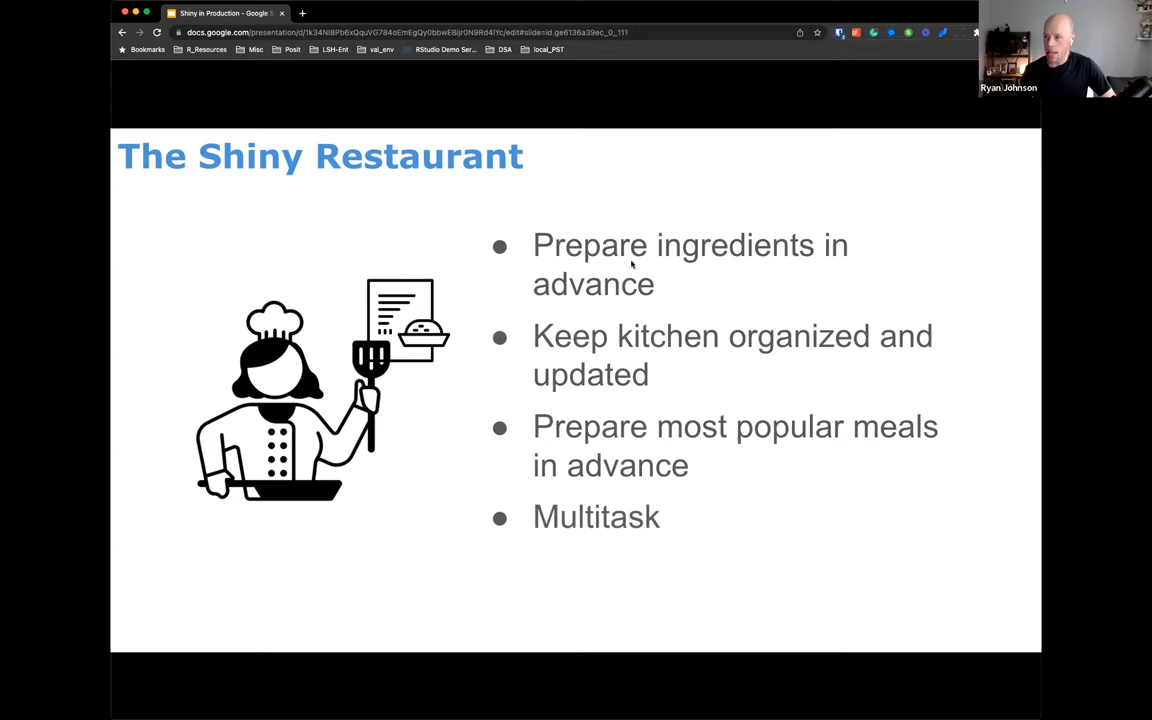 Shiny in Production - Google S
docs.google.com/presentation/d/1k34NI8Pb6xQquVG784oEmEgQy0bbwEBijr0N9Rd4IYc/edit#slide=id.ge6136a39ec_0_111
Bookmarks R_Resources Misc Posit LSH-Ent val_env RStudio Demo Ser... DSA local_PST
Ryan Johnson
The Shiny Restaurant
● Prepare ingredients in
advance
● Keep kitchen organized and
updated
● Prepare most popular meals
in advance
● Multitask